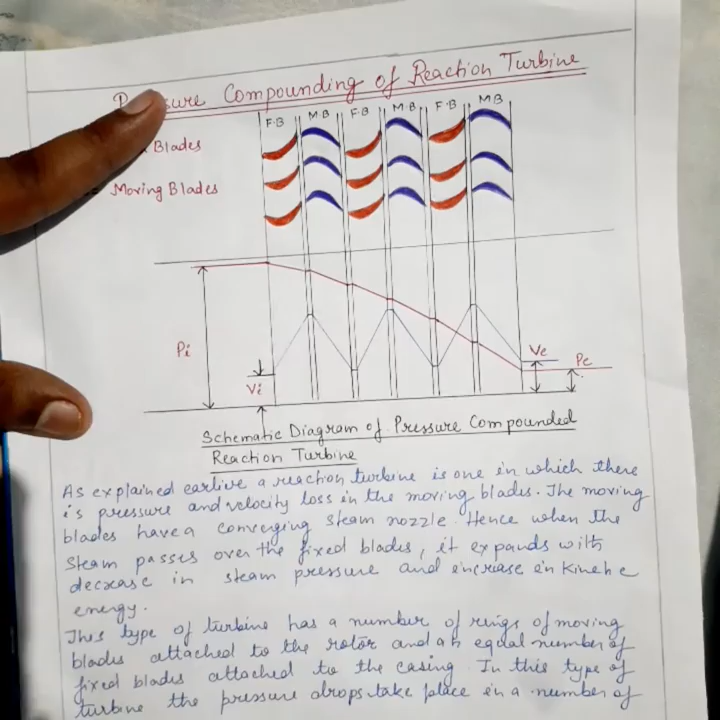 Compounding of Reaction Turbine
F.B M.B F.B M.B F.B M.B
Blades
Moving Blades
Pi
Vi
Ve
Pe
Schematic Diagram of Pressure Compounded
Reaction Turbine
As explained earlive a reaction turbine is one in which there
is pressure and velocity loss in the moving blades. The moving
blades have a converging steam nozzle. Hence when the
steam passes over the fixed blades, it expands with
decrease in steam pressure and increase in kinetic
energy.
This type of turbine has a number of rings of moving
blades attached to the rotor and an equal number of
fixed blades attached to the casing. In this type of
turbine the pressure drops take place in a number of